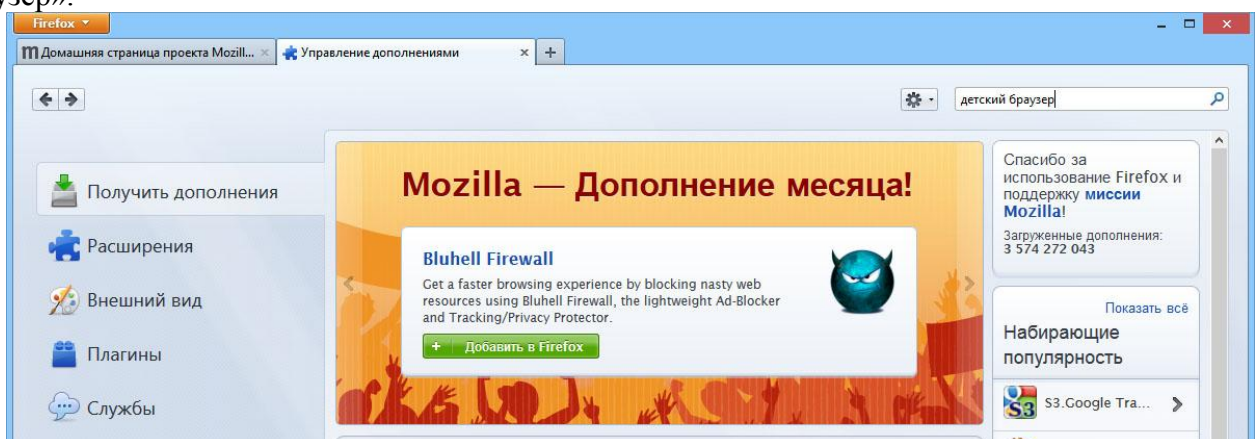 узер».
Firefox
m Домашняя страница проекта Mozill...
Управление дополнениями
детский браузер
Получить дополнения
Расширения
Внешний вид
Плагины
Службы
Mozilla — Дополнение месяца!
Bluhell Firewall
Get a faster browsing experience by blocking nasty web
resources using Bluhell Firewall, the lightweight Ad-Blocker
and Tracking/Privacy Protector.
+ Добавить в Firefox
Спасибо за
использование Firefox и
поддержку миссии
Mozilla!
Загруженные дополнения:
3 574 272 043
Показать всё
Набирающие
популярность
S3
S3.Google Tra...